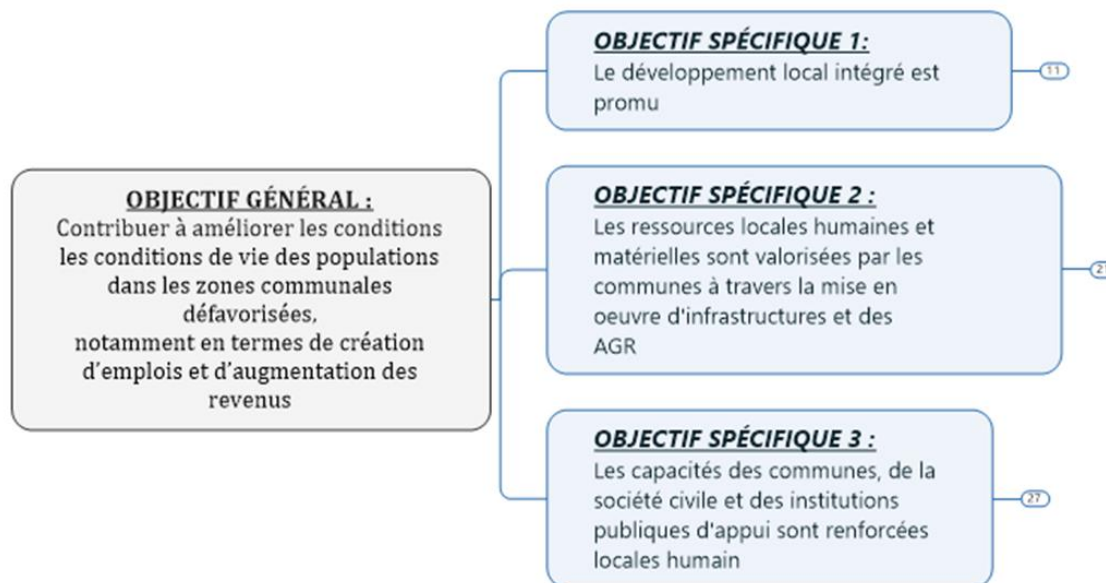 OBJECTIF GÉNÉRAL :
Contribuer à améliorer les conditions
les conditions de vie des populations
dans les zones communales
défavorisées,
notamment en termes de création
d'emplois et d'augmentation des
revenus
OBJECTIF SPÉCIFIQUE 1:
Le développement local intégré est
promu
11
OBJECTIF SPÉCIFIQUE 2 :
Les ressources locales humaines et
matérielles sont valorisées par les
communes à travers la mise en
oeuvre d'infrastructures et des
AGR
OBJECTIF SPÉCIFIQUE 3 :
Les capacités des communes, de la
société civile et des institutions
publiques d'appui sont renforcées
locales humain
27